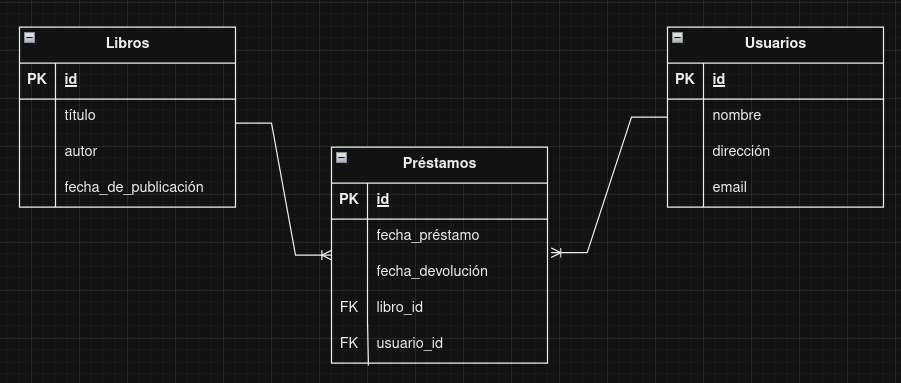 Libros
PK id
título
autor
fecha_de_publicación
Usuarios
PK id
nombre
dirección
email
Préstamos
PK id
fecha_préstamo
fecha_devolución
FK libro_id
FK usuario_id